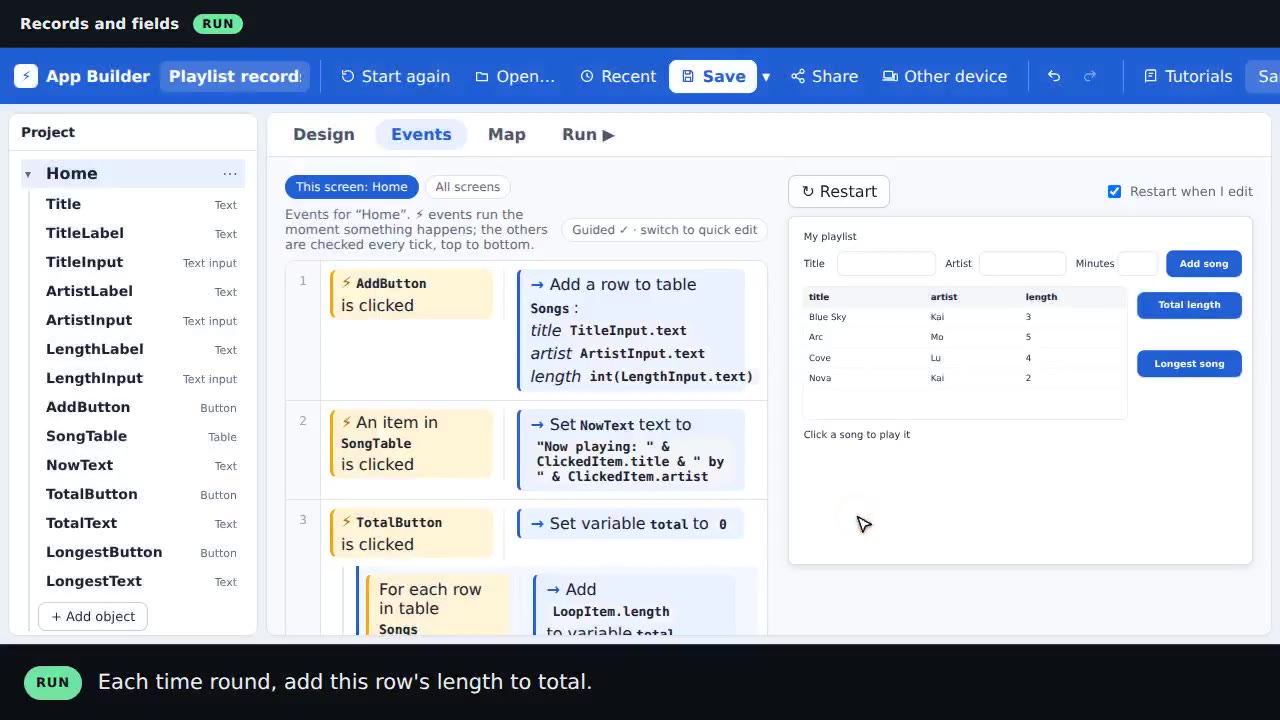 Records and fields RUN
App Builder Playlist records Start again Open… Recent Save ▾ Share Other device Tutorials
Project
Home ···
Title Text
TitleLabel Text
TitleInput Text input
ArtistLabel Text
ArtistInput Text input
LengthLabel Text
LengthInput Text input
AddButton Button
SongTable Table
NowText Text
TotalButton Button
TotalText Text
LongestButton Button
LongestText Text
+ Add object
Design Events Map Run ▶
This screen: Home All screens
Events for “Home”. ⚡ events run the
moment something happens; the others
are checked every tick, top to bottom.
Guided ✓ · switch to quick edit
1
⚡ AddButton
is clicked
→ Add a row to table
Songs :
title TitleInput.text
artist ArtistInput.text
length int(LengthInput.text)
2
⚡ An item in
SongTable
is clicked
→ Set NowText text to
"Now playing: " &
ClickedItem.title & " by
" & ClickedItem.artist
3
⚡ TotalButton
is clicked
→ Set variable total to 0
For each row
in table
Songs
→ Add
LoopItem.length
to variable total
↻ Restart Restart when I edit
My playlist
Title Artist Minutes Add song
title artist length
Blue Sky Kai 3
Arc Mo 5
Cove Lu 4
Nova Kai 2
Total length
Longest song
Click a song to play it
RUN Each time round, add this row's length to total.